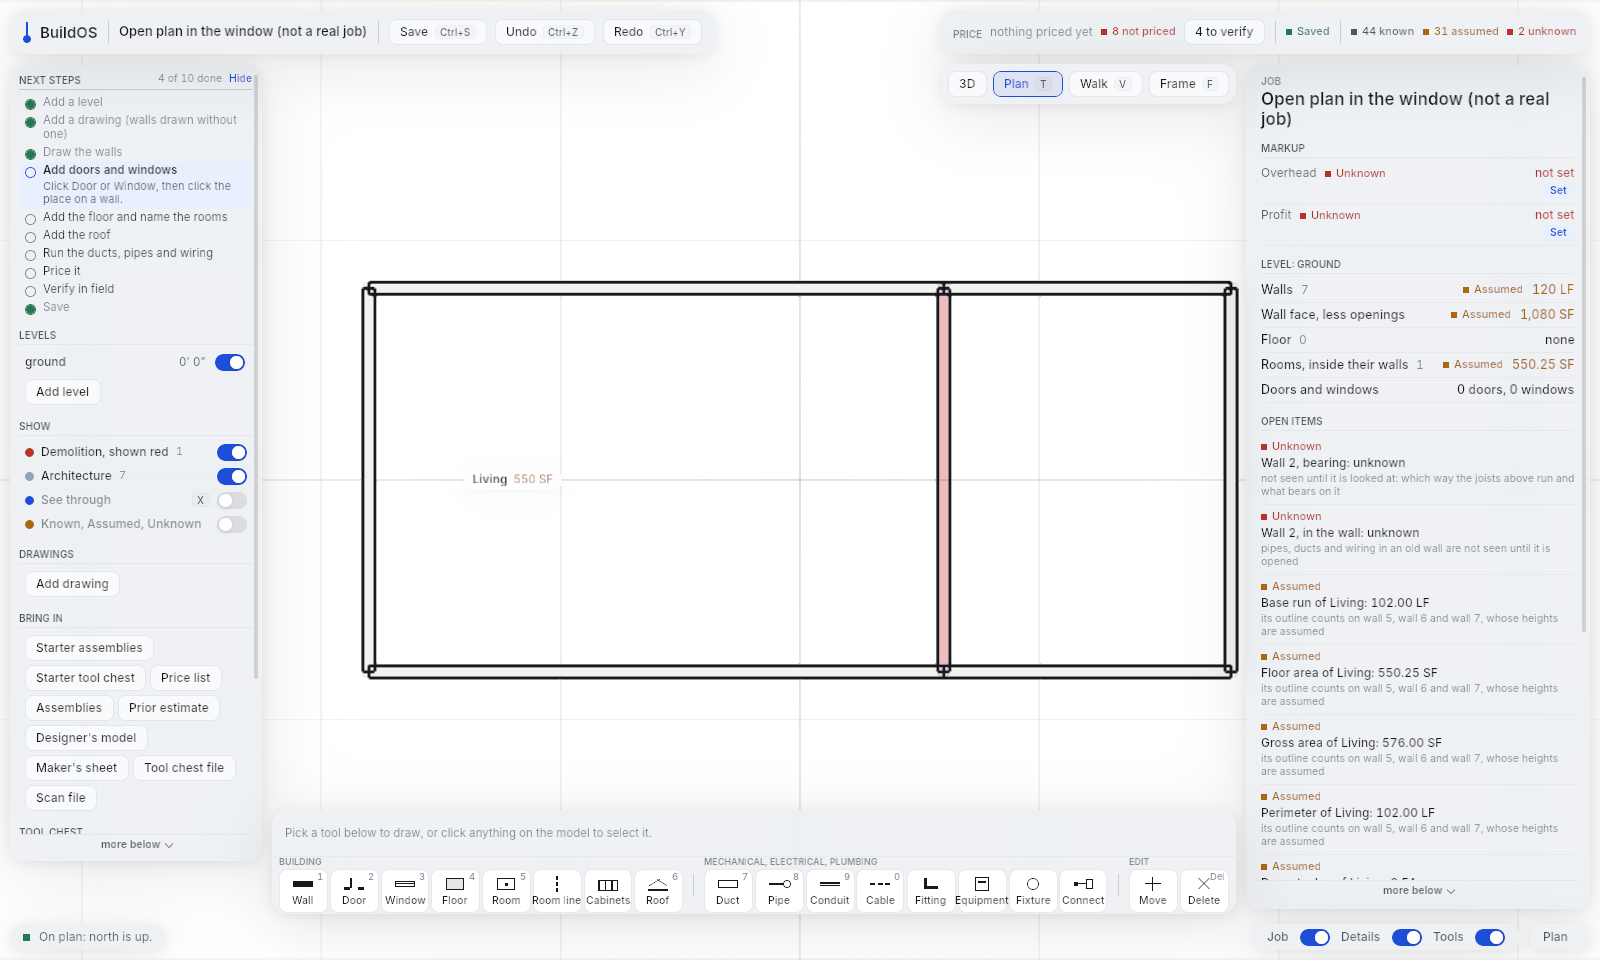 BuildOS
Open plan in the window (not a real job)
Save Ctrl+S
Undo Ctrl+Z
Redo Ctrl+Y
PRICE nothing priced yet 8 not priced 4 to verify Saved 44 known 31 assumed 2 unknown
3D
Plan T
Walk V
Frame F
NEXT STEPS 4 of 10 done Hide
Add a level
Add a drawing (walls drawn without
one)
Draw the walls
Add doors and windows
Click Door or Window, then click the
place on a wall.
Add the floor and name the rooms
Add the roof
Run the ducts, pipes and wiring
Price it
Verify in field
Save
LEVELS
ground 0' 0"
Add level
SHOW
Demolition, shown red 1
Architecture 7
See through X
Known, Assumed, Unknown
DRAWINGS
Add drawing
BRING IN
Starter assemblies
Starter tool chest Price list
Assemblies Prior estimate
Designer's model
Maker's sheet Tool chest file
Scan file
TOOL CHEST
more below
Living 550 SF
Pick a tool below to draw, or click anything on the model to select it.
BUILDING
Wall 1
Door 2
Window 3
Floor 4
Room 5
Room line
Cabinets
Roof 6
MECHANICAL, ELECTRICAL, PLUMBING
Duct 7
Pipe 8
Conduit 9
Cable 0
Fitting
Equipment
Fixture
Connect
EDIT
Move
Delete Del
JOB
Open plan in the window (not a real
job)
MARKUP
Overhead Unknown not set
Set
Profit Unknown not set
Set
LEVEL: GROUND
Walls 7 Assumed 120 LF
Wall face, less openings Assumed 1,080 SF
Floor 0 none
Rooms, inside their walls 1 Assumed 550.25 SF
Doors and windows 0 doors, 0 windows
OPEN ITEMS
Unknown
Wall 2, bearing: unknown
not seen until it is looked at: which way the joists above run and
what bears on it
Unknown
Wall 2, in the wall: unknown
pipes, ducts and wiring in an old wall are not seen until it is
opened
Assumed
Base run of Living: 102.00 LF
its outline counts on wall 5, wall 6 and wall 7, whose heights
are assumed
Assumed
Floor area of Living: 550.25 SF
its outline counts on wall 5, wall 6 and wall 7, whose heights
are assumed
Assumed
Gross area of Living: 576.00 SF
its outline counts on wall 5, wall 6 and wall 7, whose heights
are assumed
Assumed
Perimeter of Living: 102.00 LF
its outline counts on wall 5, wall 6 and wall 7, whose heights
are assumed
Assumed
more below
On plan: north is up.
Job Details Tools Plan